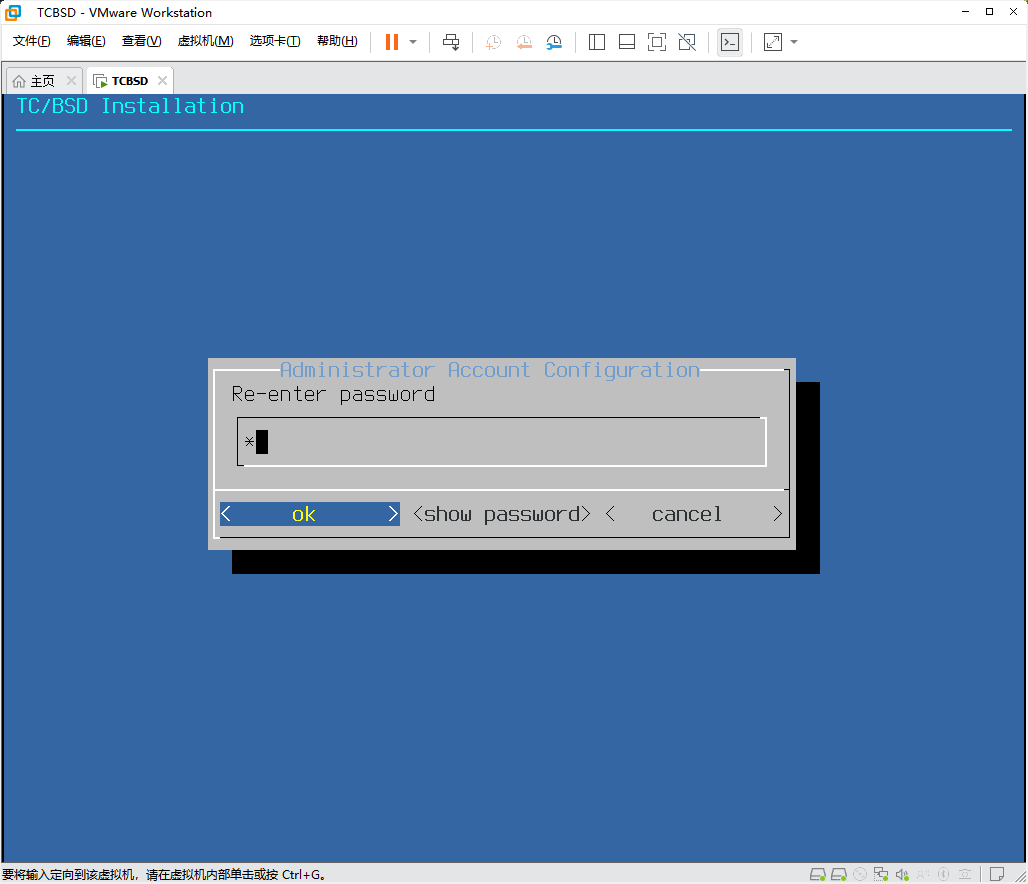 TCBSD - VMware Workstation
文件(F) 编辑(E) 查看(V) 虚拟机(M) 选项卡(T) 帮助(H)
主页 TCBSD
TC/BSD Installation
Administrator Account Configuration
Re-enter password
*
< ok > <show password> < cancel >
要将输入定向到该虚拟机，请在虚拟机内部单击或按 Ctrl+G。